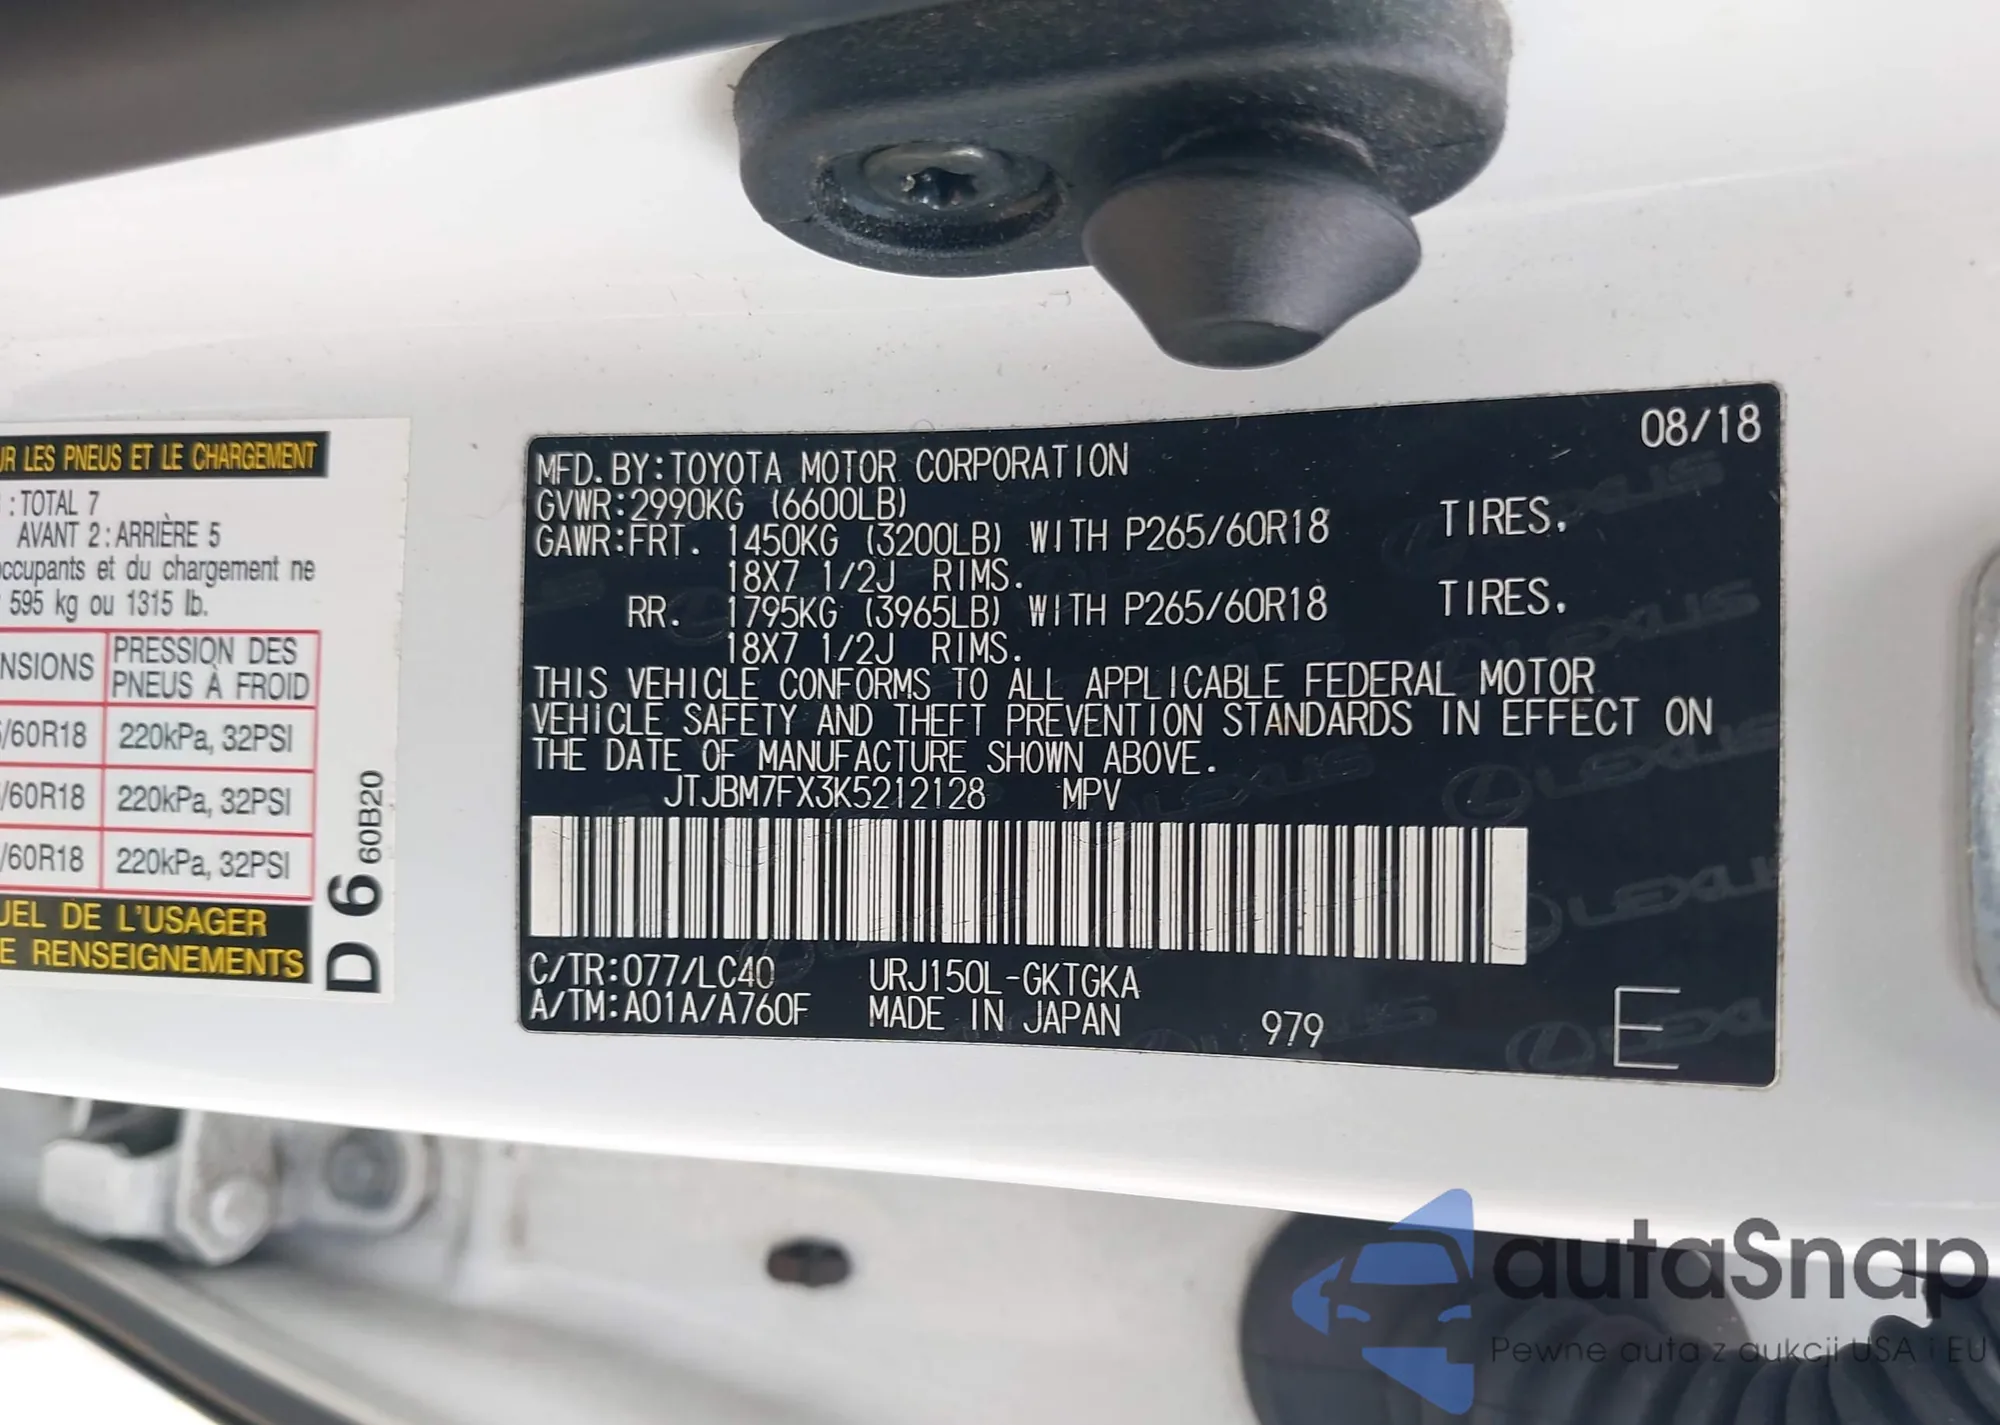 R LES PNEUS ET LE CHARGEMENT
: TOTAL 7
AVANT 2 : ARRIÈRE 5
occupants et du chargement ne
595 kg ou 1315 lb.
NSIONS PRESSION DES PNEUS À FROID
/60R18 220kPa, 32PSI
/60R18 220kPa, 32PSI
/60R18 220kPa, 32PSI
UEL DE L'USAGER
E RENSEIGNEMENTS
D 6 60B20
08/18
MFD.BY:TOYOTA MOTOR CORPORATION
GVWR:2990KG (6600LB)
GAWR:FRT. 1450KG (3200LB) WITH P265/60R18 TIRES.
18X7 1/2J RIMS.
RR. 1795KG (3965LB) WITH P265/60R18 TIRES.
18X7 1/2J RIMS.
THIS VEHICLE CONFORMS TO ALL APPLICABLE FEDERAL MOTOR
VEHICLE SAFETY AND THEFT PREVENTION STANDARDS IN EFFECT ON
THE DATE OF MANUFACTURE SHOWN ABOVE.
JTJBM7FX3K5212128 MPV
C/TR:077/LC40 URJ150L-GKTGKA
A/TM:A01A/A760F MADE IN JAPAN 979 E
LEXUS
autaSnap
Pewne auta z aukcji USA i EU